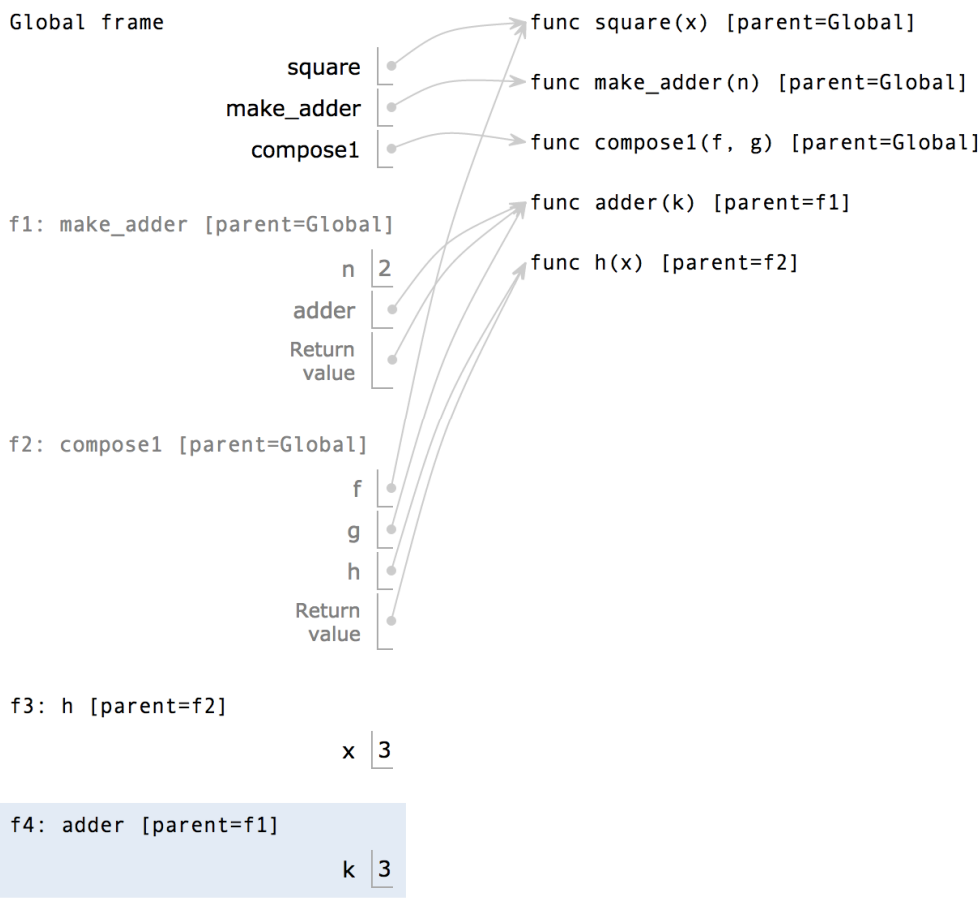 Global frame
func square(x) [parent=Global]
square
func make_adder(n) [parent=Global]
make_adder
func compose1(f, g) [parent=Global]
compose1
func adder(k) [parent=f1]
f1: make_adder [parent=Global]
func h(x) [parent=f2]
n 2
adder
Return
value
f2: compose1 [parent=Global]
f
g
h
Return
value
f3: h [parent=f2]
x 3
f4: adder [parent=f1]
k 3